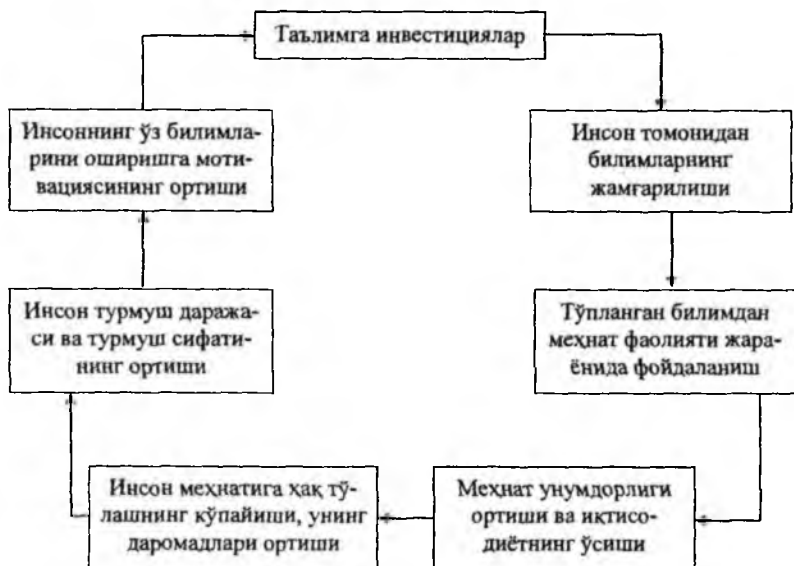 Таълимга инвестициялар
Инсоннинг ўз билимла-
рини оширишга моти-
вациясининг ортиши
Инсон томонидан
билимларнинг
жамғарилиши
Инсон турмуш даража-
си ва турмуш сифати-
нинг ортиши
Тўпланган билимдан
меҳнат фаолияти жара-
ёнида фойдаланиш
Инсон меҳнатига ҳақ тў-
лашнинг кўпайиши, унинг
даромадлари ортиши
Меҳнат унумдорлиги
ортиши ва иқтисо-
диётнинг ўсиши